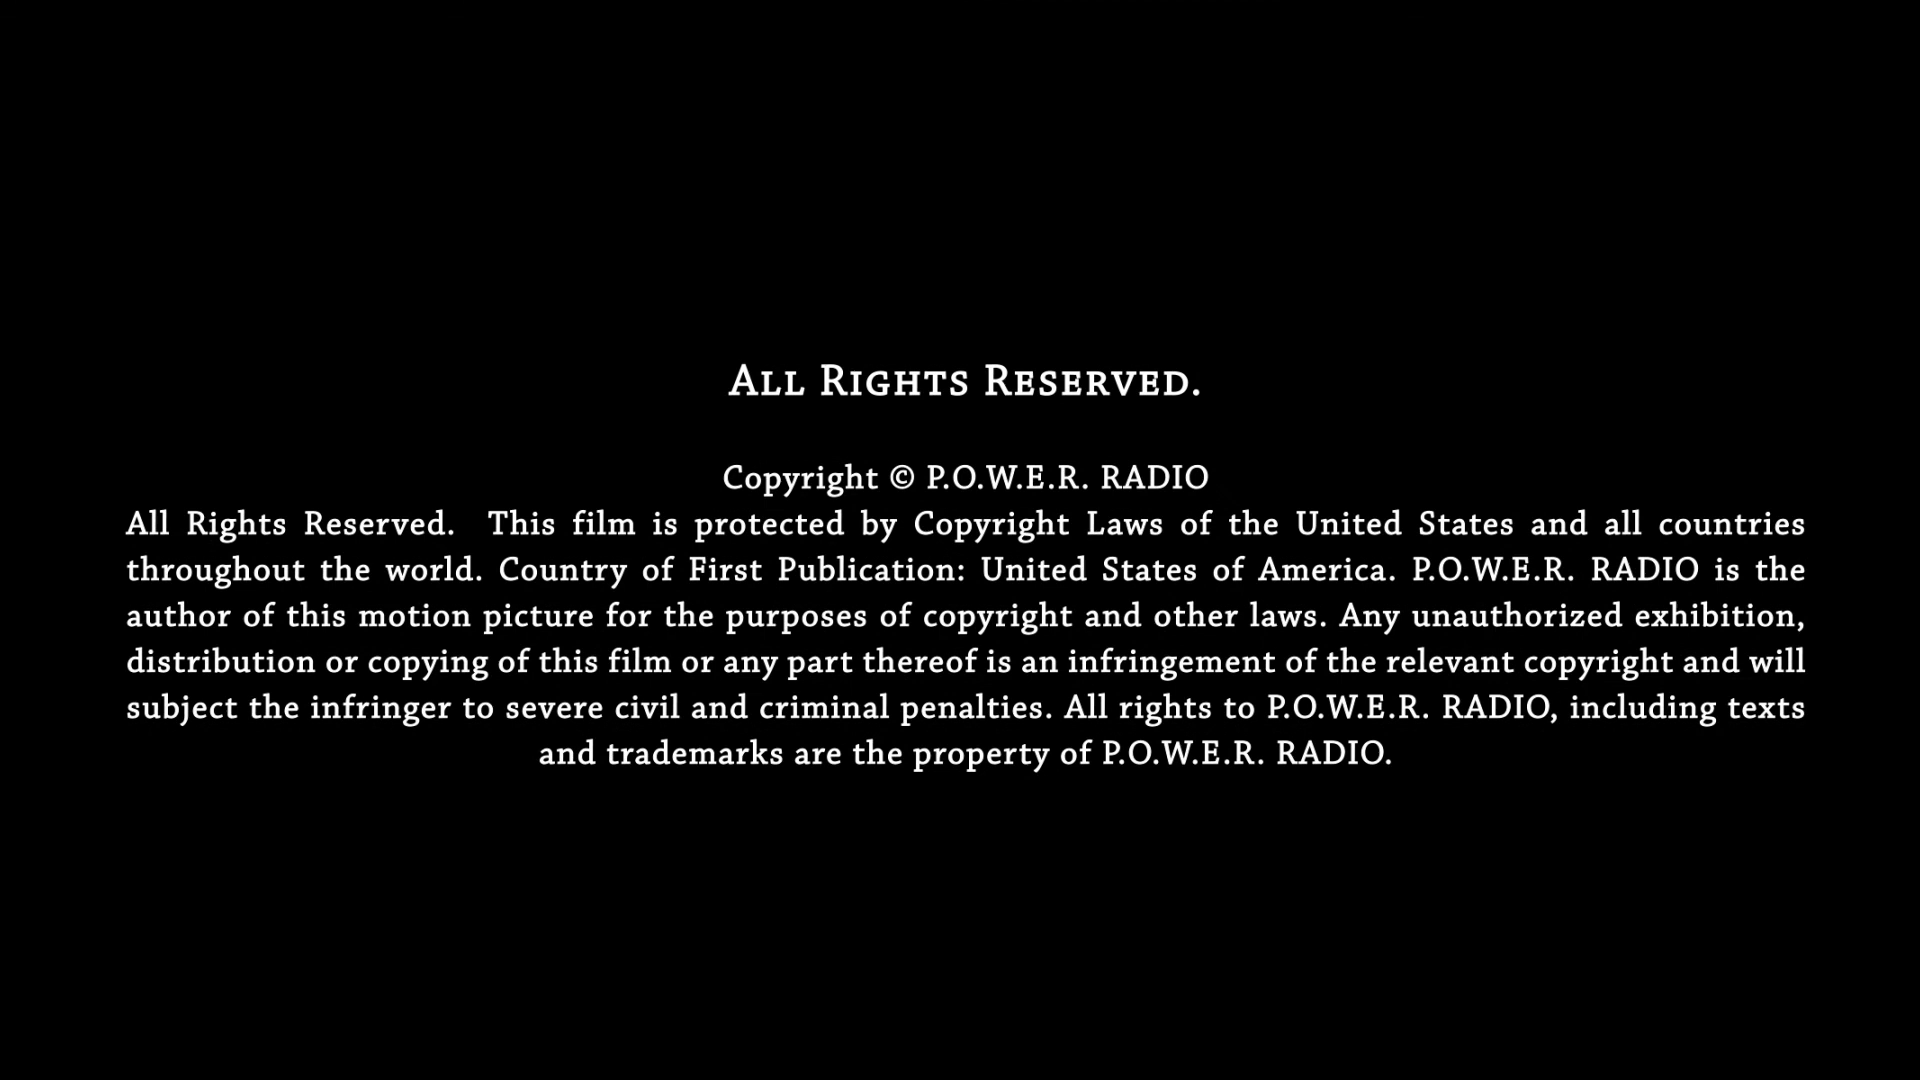 All Rights Reserved.
Copyright © P.O.W.E.R. RADIO
All Rights Reserved.  This film is protected by Copyright Laws of the United States and all countries
throughout the world. Country of First Publication: United States of America. P.O.W.E.R. RADIO is the
author of this motion picture for the purposes of copyright and other laws. Any unauthorized exhibition,
distribution or copying of this film or any part thereof is an infringement of the relevant copyright and will
subject the infringer to severe civil and criminal penalties. All rights to P.O.W.E.R. RADIO, including texts
and trademarks are the property of P.O.W.E.R. RADIO.